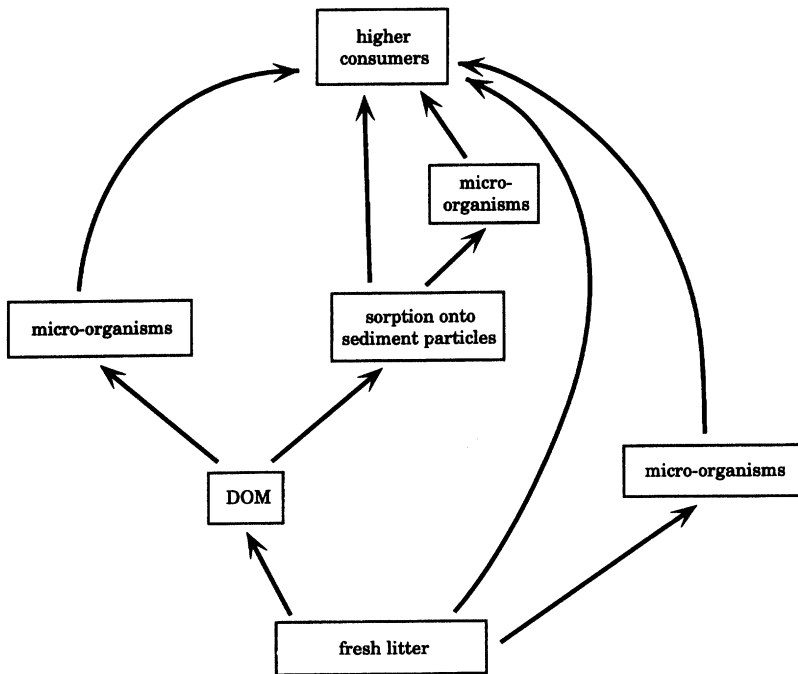 higher
consumers
micro-
organisms
micro-organisms
sorption onto
sediment particles
micro-organisms
DOM
fresh litter